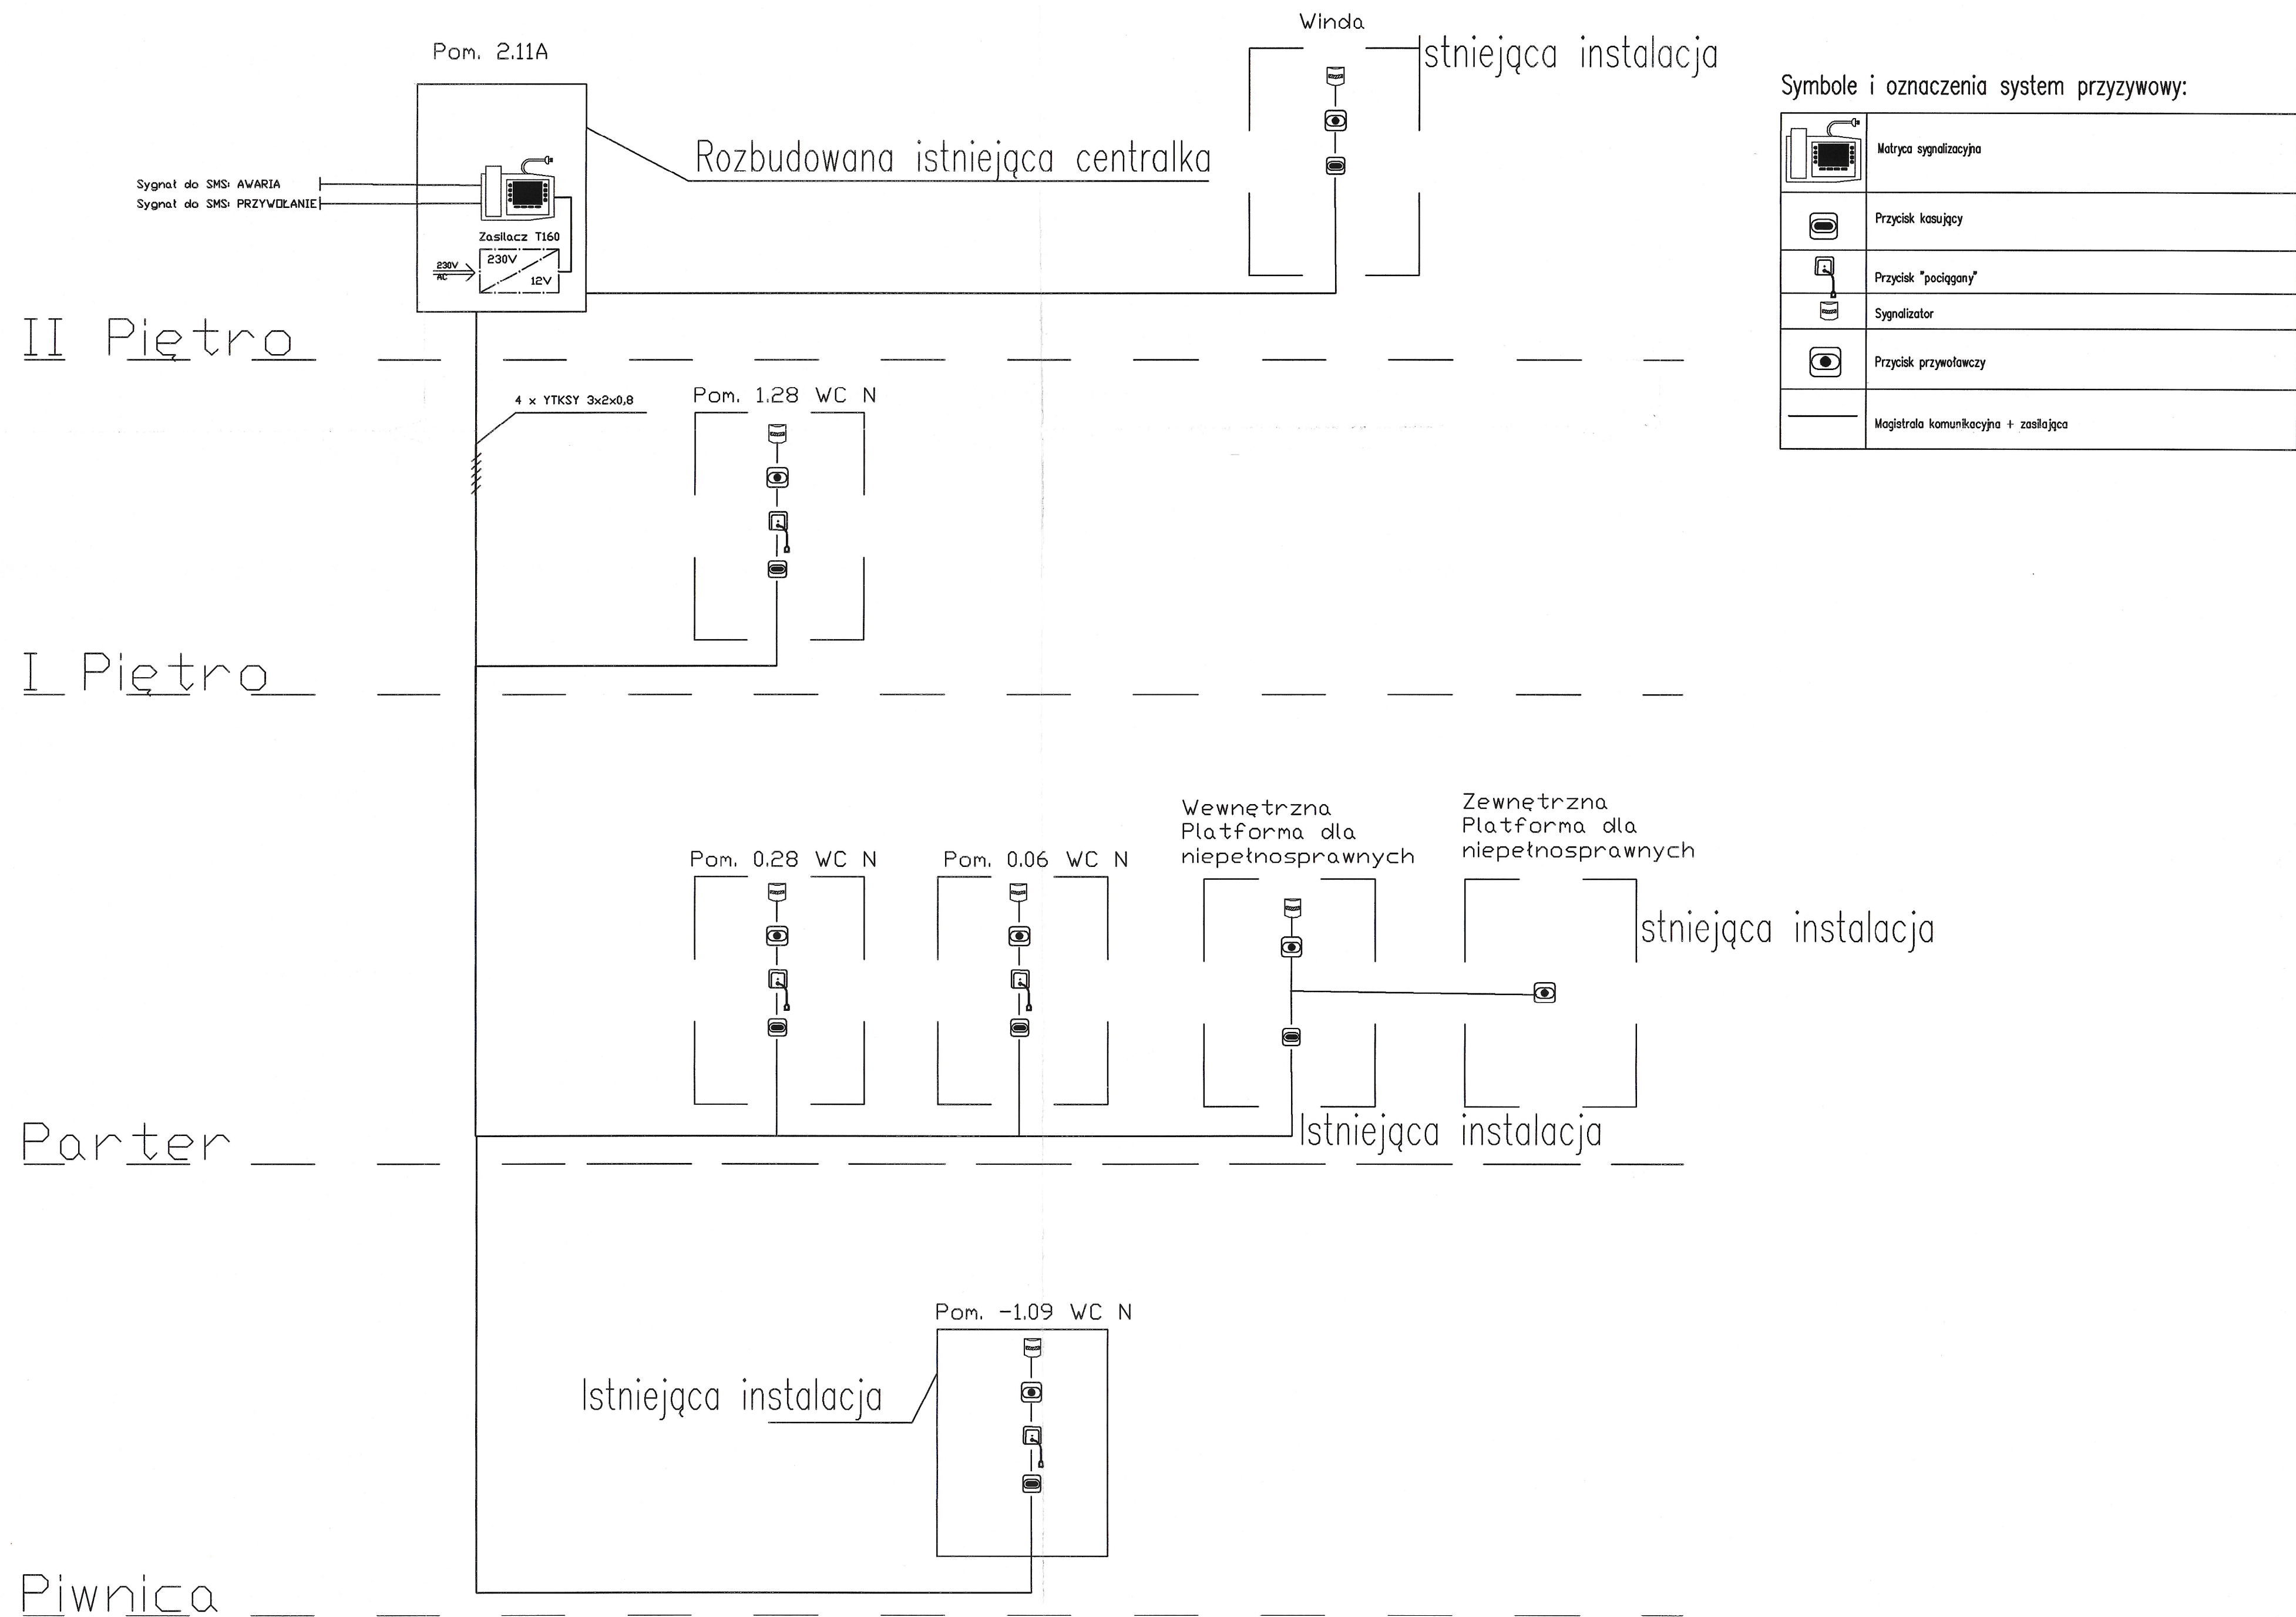 Winda
Pom. 2.11A
stniejąca instalacja
Rozbudowana istniejąca centralka
Sygnał do SMS: AWARIA
Sygnał do SMS: PRZYWOŁANIE
Zasilacz T160
230V
12V
230V
AC
II Piętro
4 x YTKSY 3x2x0,8
Pom. 1.28 WC N
I Piętro
Wewnętrzna
Platforma dla
niepełnosprawnych
Zewnętrzna
Platforma dla
niepełnosprawnych
Pom. 0.28 WC N
Pom. 0.06 WC N
stniejąca instalacja
Istniejąca instalacja
Parter
Pom. -1.09 WC N
Istniejąca instalacja
Piwnica
Symbole i oznaczenia system przyzywowy:
Matryca sygnalizacyjna
Przycisk kasujący
Przycisk "pociągany"
Sygnalizator
Przycisk przywoławczy
Magistrala komunikacyjna + zasilająca